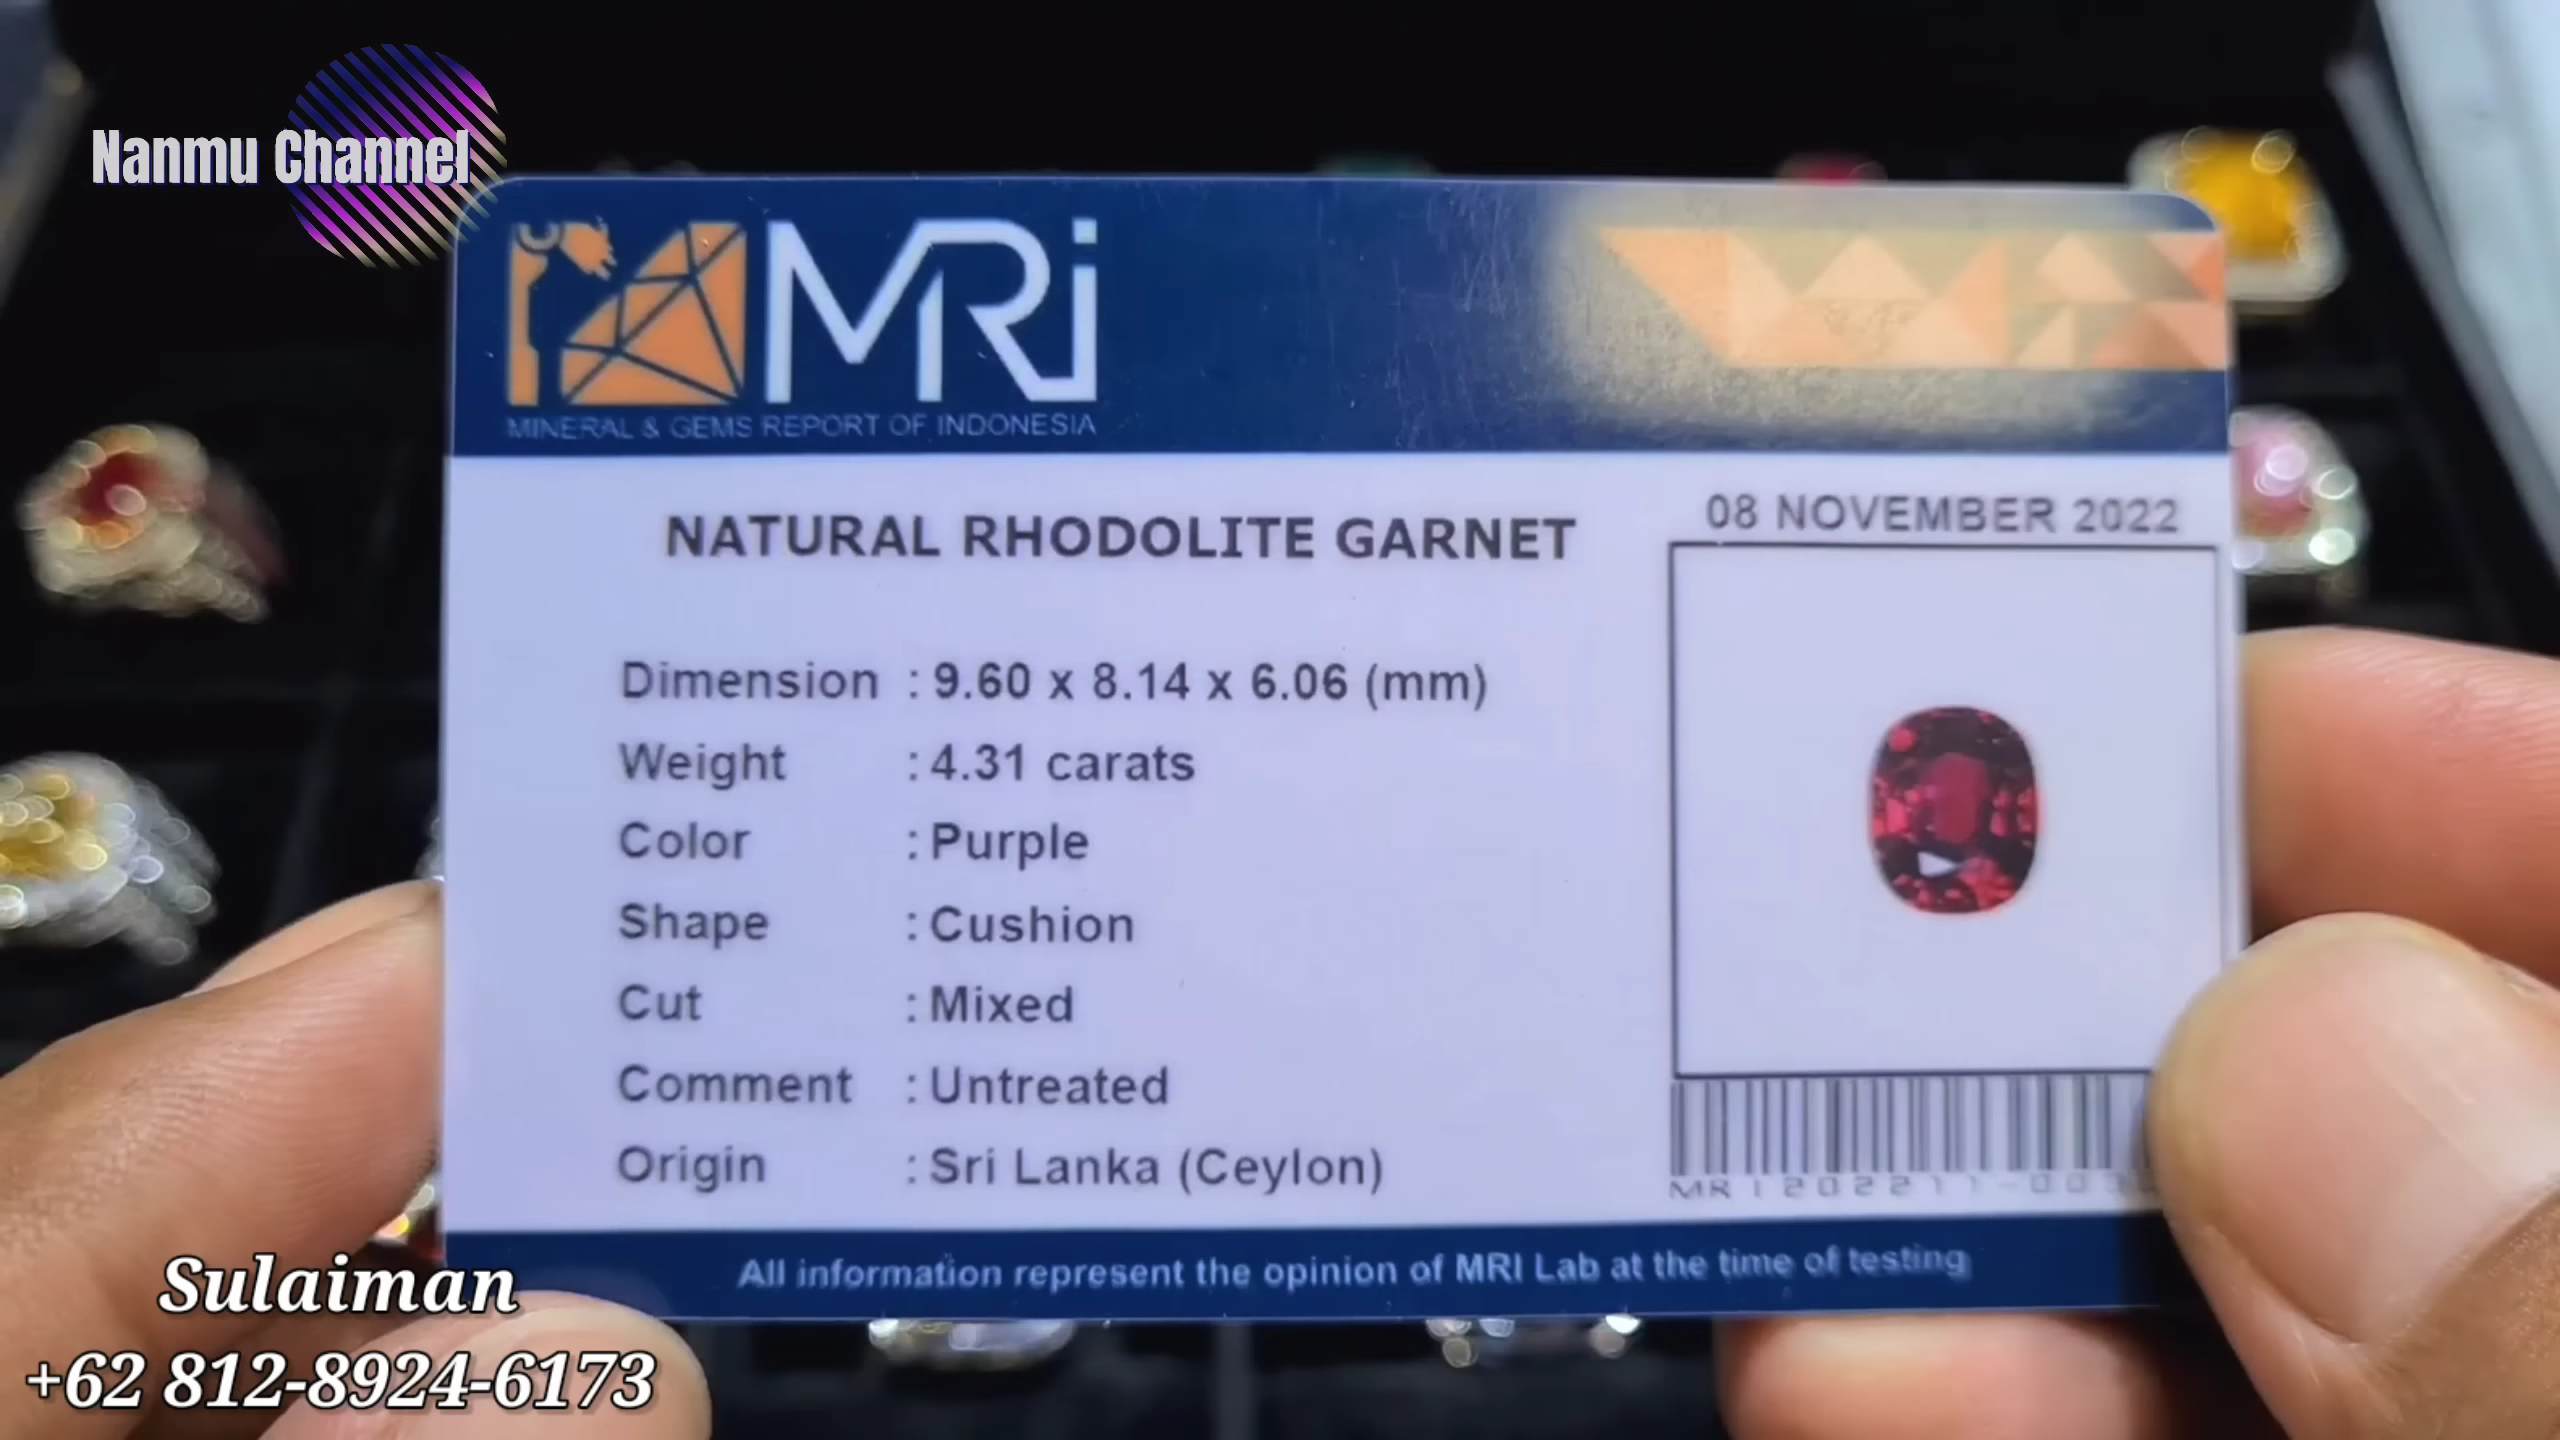 Nanmu Channel
MRI
MINERAL & GEMS REPORT OF INDONESIA
NATURAL RHODOLITE GARNET
08 NOVEMBER 2022
Dimension : 9.60 x 8.14 x 6.06 (mm)
Weight : 4.31 carats
Color : Purple
Shape : Cushion
Cut : Mixed
Comment : Untreated
Origin : Sri Lanka (Ceylon)
All information represent the opinion of MRI Lab at the time of testing
Sulaiman
+62 812-8924-6173